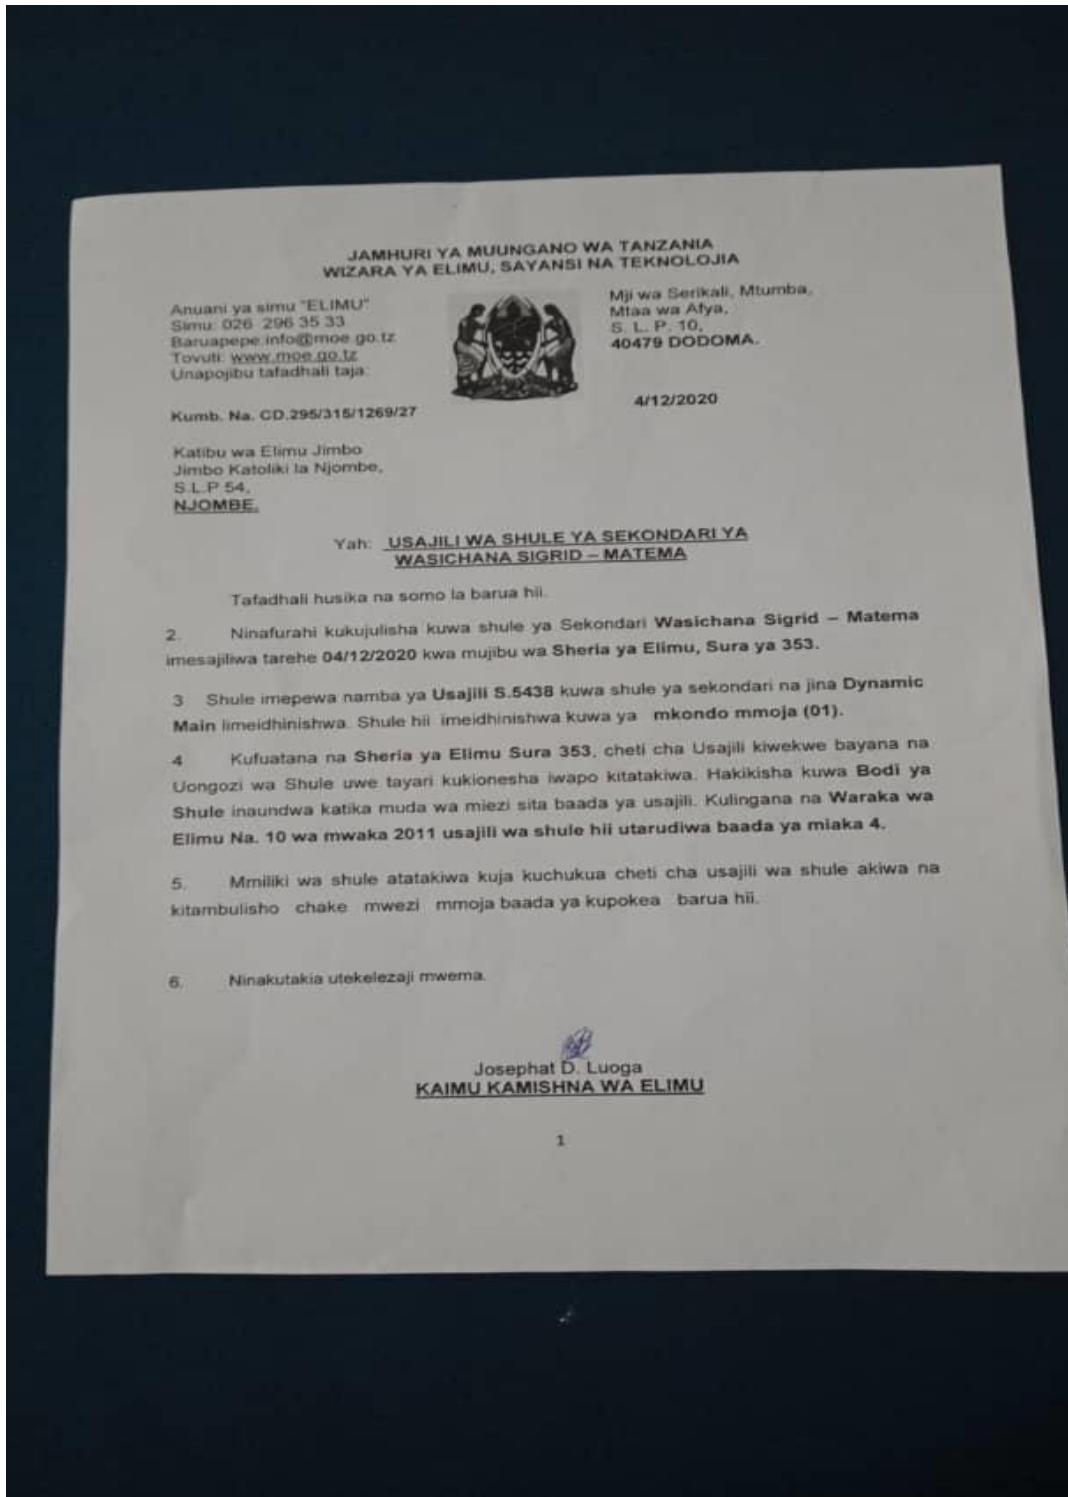 JAMHURI YA MUUNGANO WA TANZANIA
WIZARA YA ELIMU, SAYANSI NA TEKNOLOJIA
Anuani ya simu "ELIMU"
Simu: 026 296 35 33
Baruapepe:info@moe.go.tz
Tovuti: www.moe.go.tz
Unapojibu tafadhali taja:
Mji wa Serikali, Mtumba,
Mtaa wa Afya,
S. L. P. 10,
40479 DODOMA.
Kumb. Na. CD.295/315/1269/27
4/12/2020
Katibu wa Elimu Jimbo
Jimbo Katoliki la Njombe,
S.L.P 54,
NJOMBE.
Yah: USAJILI WA SHULE YA SEKONDARI YA
WASICHANA SIGRID – MATEMA
Tafadhali husika na somo la barua hii.
2. Ninafurahi kukujulisha kuwa shule ya Sekondari Wasichana Sigrid – Matema
imesajiliwa tarehe 04/12/2020 kwa mujibu wa Sheria ya Elimu, Sura ya 353.
3 Shule imepewa namba ya Usajili S.5438 kuwa shule ya sekondari na jina Dynamic
Main limeidhinishwa. Shule hii imeidhinishwa kuwa ya mkondo mmoja (01).
4 Kufuatana na Sheria ya Elimu Sura 353, cheti cha Usajili kiwekwe bayana na
Uongozi wa Shule uwe tayari kukionesha iwapo kitatakiwa. Hakikisha kuwa Bodi ya
Shule inaundwa katika muda wa miezi sita baada ya usajili. Kulingana na Waraka wa
Elimu Na. 10 wa mwaka 2011 usajili wa shule hii utarudiwa baada ya miaka 4.
5. Mmiliki wa shule atatakiwa kuja kuchukua cheti cha usajili wa shule akiwa na
kitambulisho chake mwezi mmoja baada ya kupokea barua hii.
6. Ninakutakia utekelezaji mwema.
Josephat D. Luoga
KAIMU KAMISHNA WA ELIMU
1